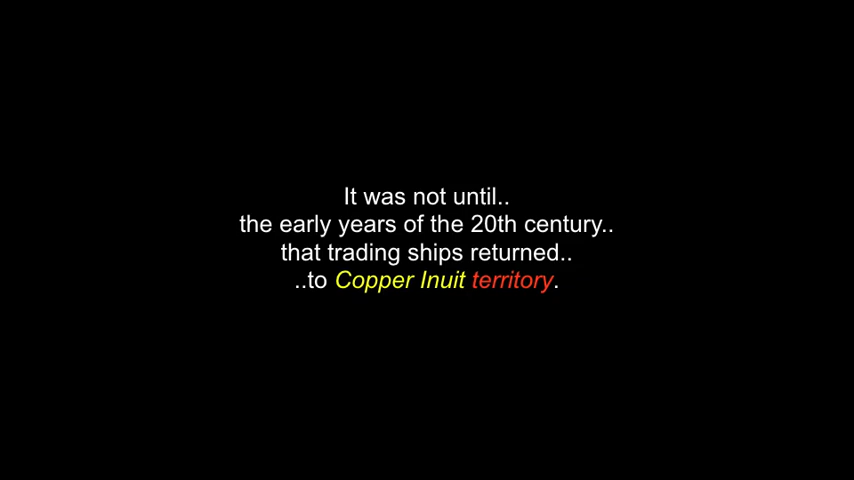 It was not until..
the early years of the 20th century..
that trading ships returned..
..to Copper Inuit territory.